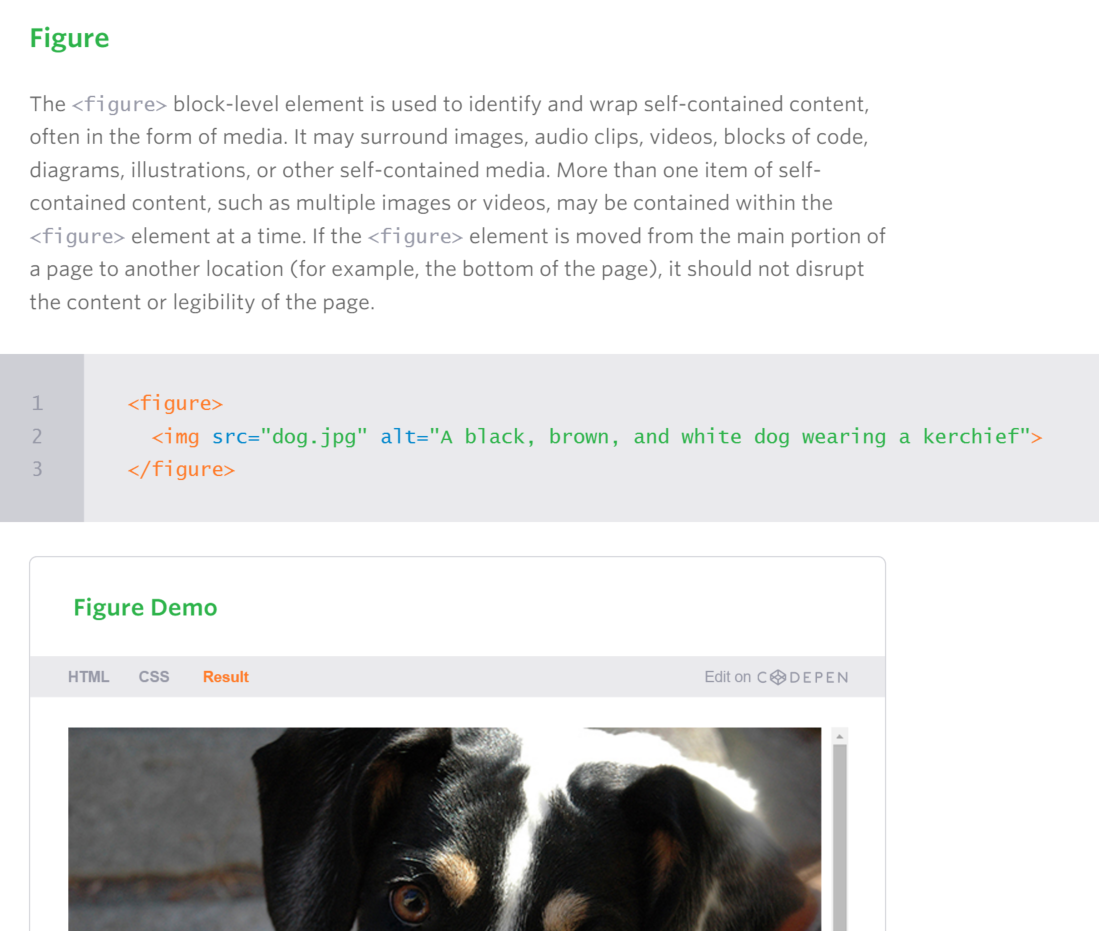 Figure
The <figure> block-level element is used to identify and wrap self-contained content,
often in the form of media. It may surround images, audio clips, videos, blocks of code,
diagrams, illustrations, or other self-contained media. More than one item of self-
contained content, such as multiple images or videos, may be contained within the
<figure> element at a time. If the <figure> element is moved from the main portion of
a page to another location (for example, the bottom of the page), it should not disrupt
the content or legibility of the page.
1 <figure>
2 <img src="dog.jpg" alt="A black, brown, and white dog wearing a kerchief">
3 </figure>
Figure Demo
HTML CSS Result Edit on CODEPEN